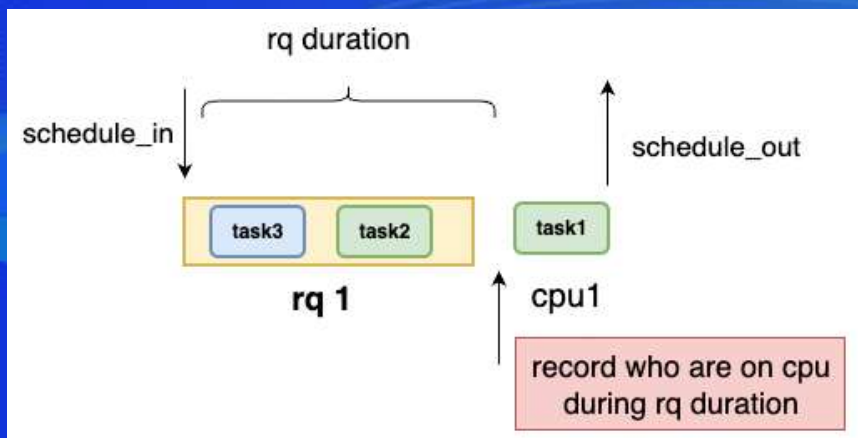 rq duration
schedule_in
schedule_out
task3
task2
task1
rq 1
cpu1
record who are on cpu
during rq duration